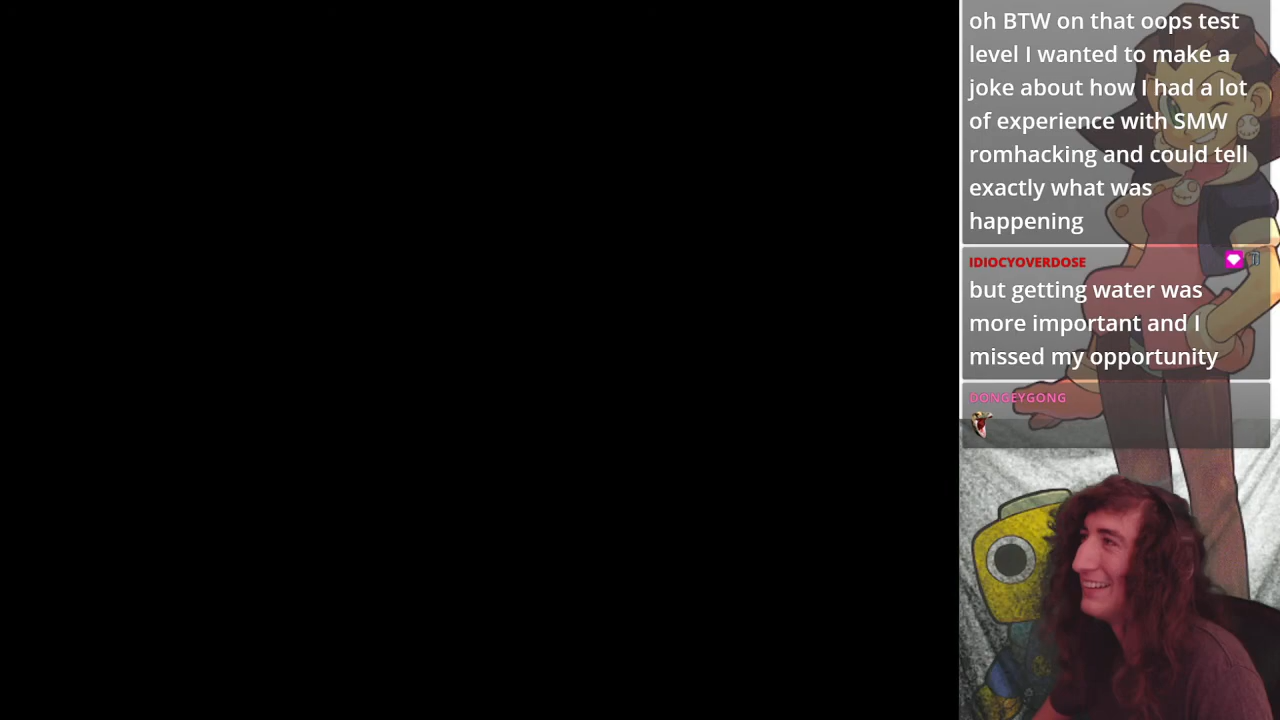 oh BTW on that oops test
level I wanted to make a
joke about how I had a lot
of experience with SMW
romhacking and could tell
exactly what was
happening
IDIOCYOVERDOSE
but getting water was
more important and I
missed my opportunity
DONGEYGONG